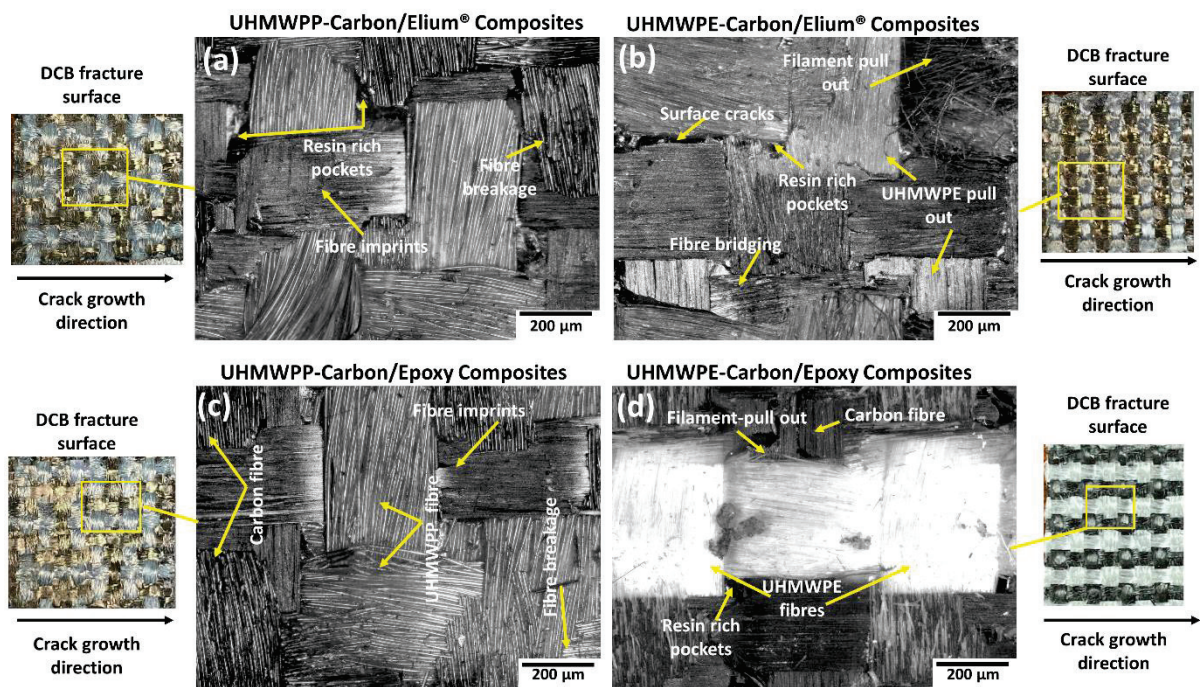 UHMWPP-Carbon/Elium® Composites
UHMWPE-Carbon/Elium® Composites
DCB fracture
surface
Crack growth
direction
(a)
Resin rich
pockets
Fibre
breakage
Fibre imprints
200 µm
(b)
Filament pull
out
Surface cracks
Resin rich
pockets
UHMWPE pull
out
Fibre bridging
200 µm
DCB fracture
surface
Crack growth
direction
UHMWPP-Carbon/Epoxy Composites
UHMWPE-Carbon/Epoxy Composites
DCB fracture
surface
Crack growth
direction
(c)
Fibre imprints
Carbon fibre
UHMWPP fibre
Fibre breakage
200 µm
(d)
Filament-pull out
Carbon fibre
UHMWPE
fibres
Resin rich
pockets
200 µm
DCB fracture
surface
Crack growth
direction